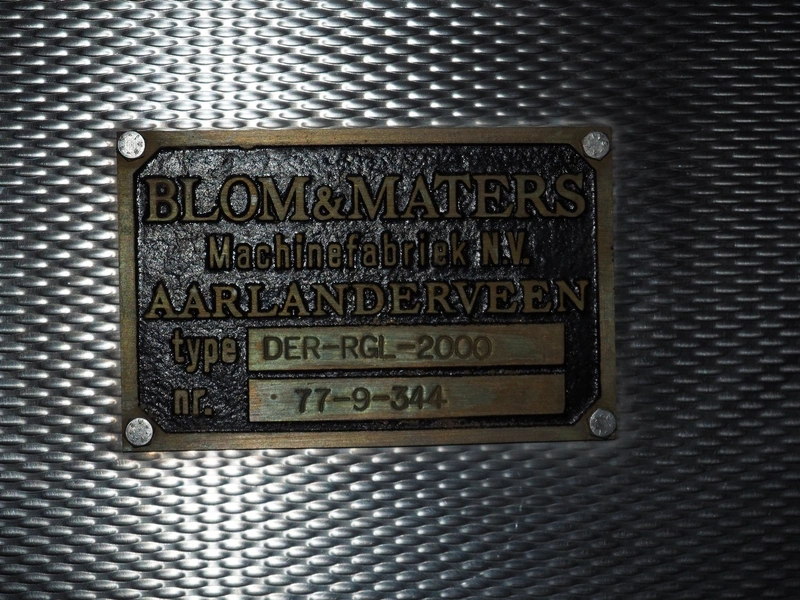 BLOM&MATERS
Machinefabriek N.V.
AARLANDERVEEN
type DER-RGL-2000
nr. 77-9-344